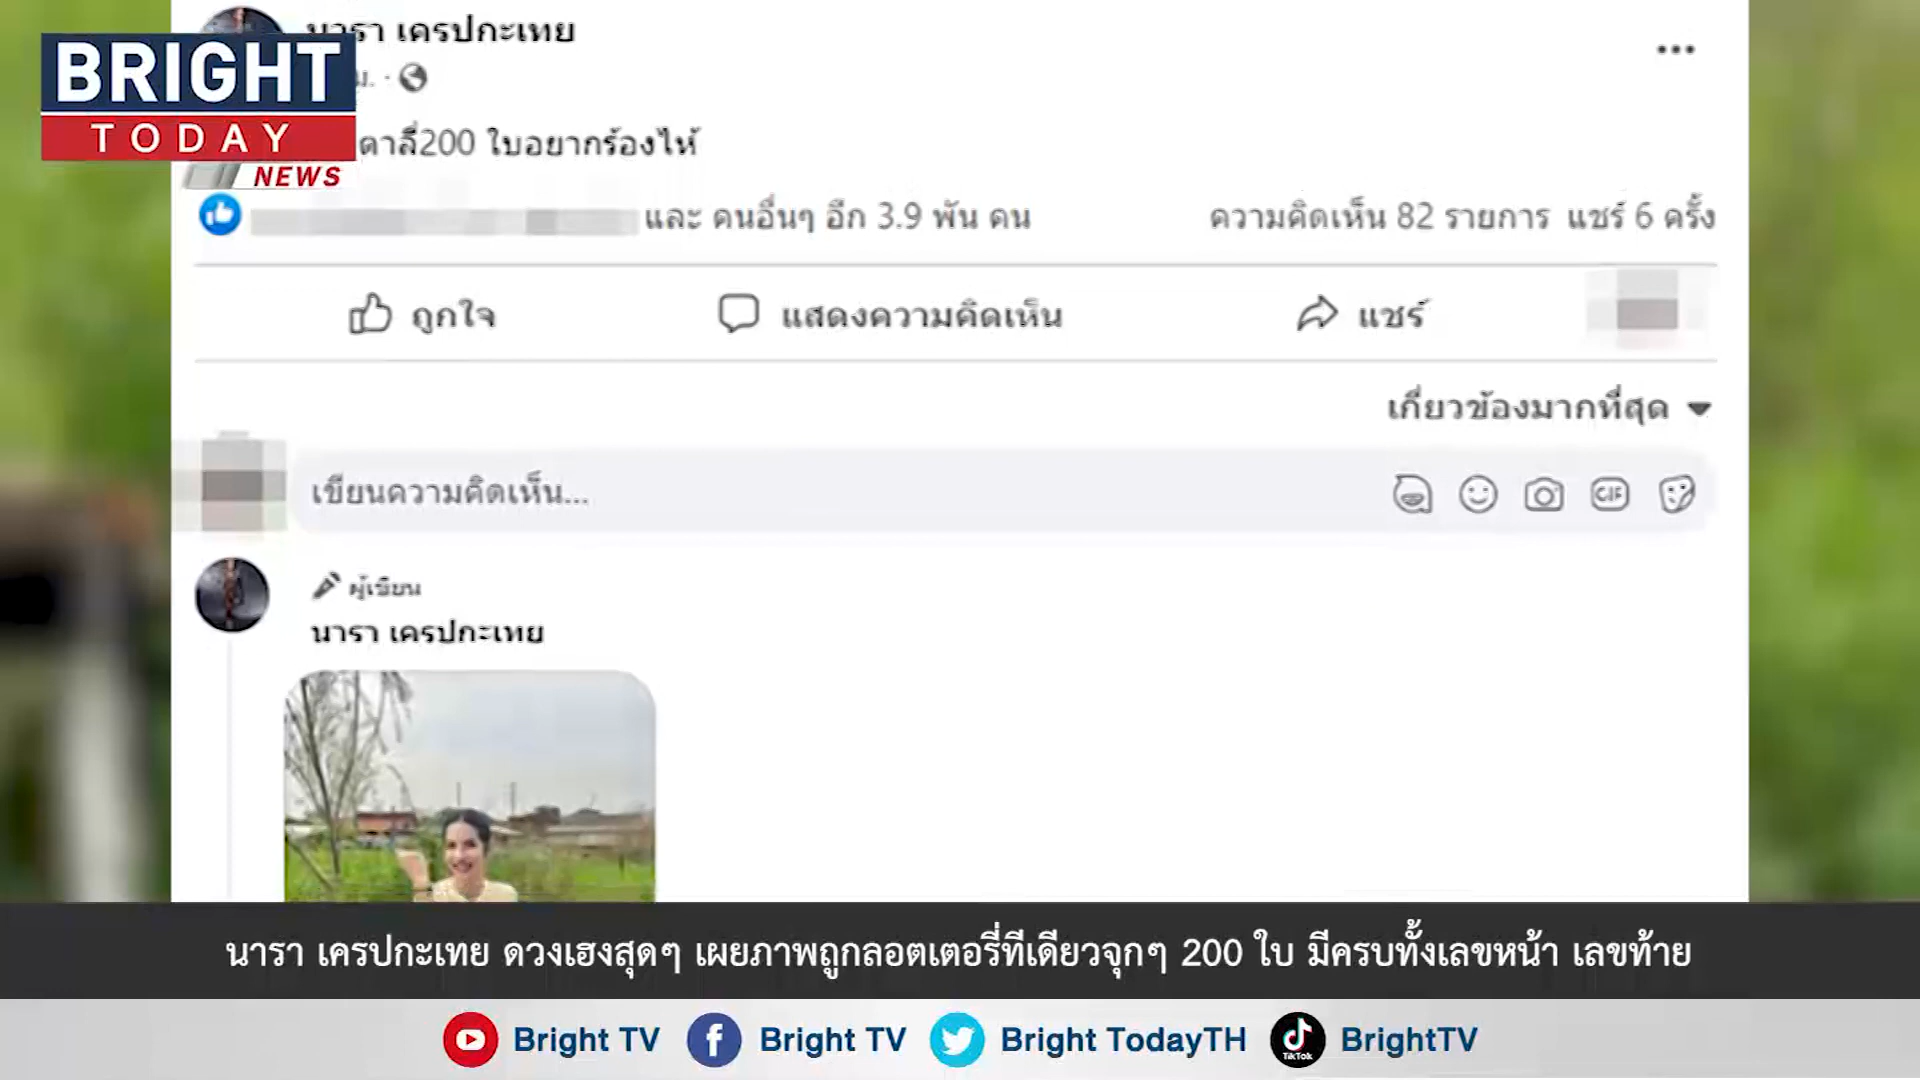 นารา เครปกะเทย
BRIGHT
TODAY
NEWS
ม.
ตาลี่200 ใบอยากร้องไห้
และ คนอื่นๆ อีก 3.9 พัน คน
ความคิดเห็น 82 รายการ แชร์ 6 ครั้ง
ถูกใจ
แสดงความคิดเห็น
แชร์
เกี่ยวข้องมากที่สุด
เขียนความคิดเห็น...
GIF
ผู้เขียน
นารา เครปกะเทย
นารา เครปกะเทย ดวงเฮงสุดๆ เผยภาพถูกลอตเตอรี่ทีเดียวจุกๆ 200 ใบ มีครบทั้งเลขหน้า เลขท้าย
Bright TV
Bright TV
Bright TodayTH
TikTok
BrightTV